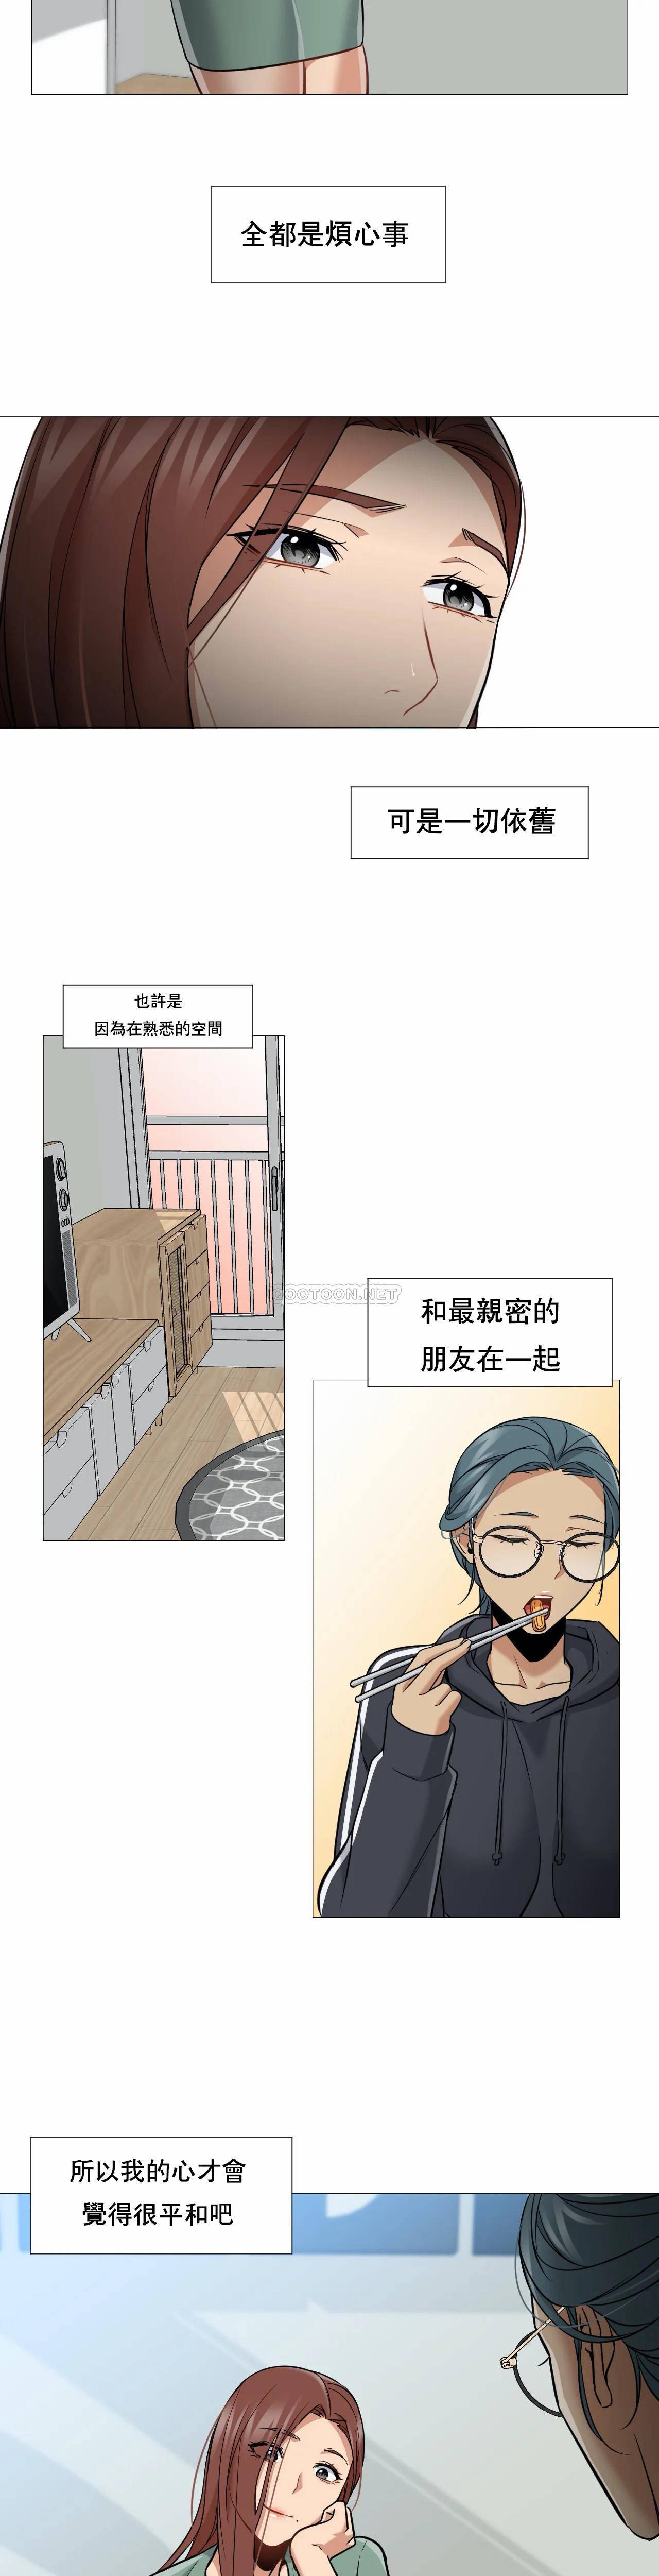 全都是煩心事
可是一切依舊
也許是
因為在熟悉的空間
和最親密的
朋友在一起
所以我的心才會
覺得很平和吧